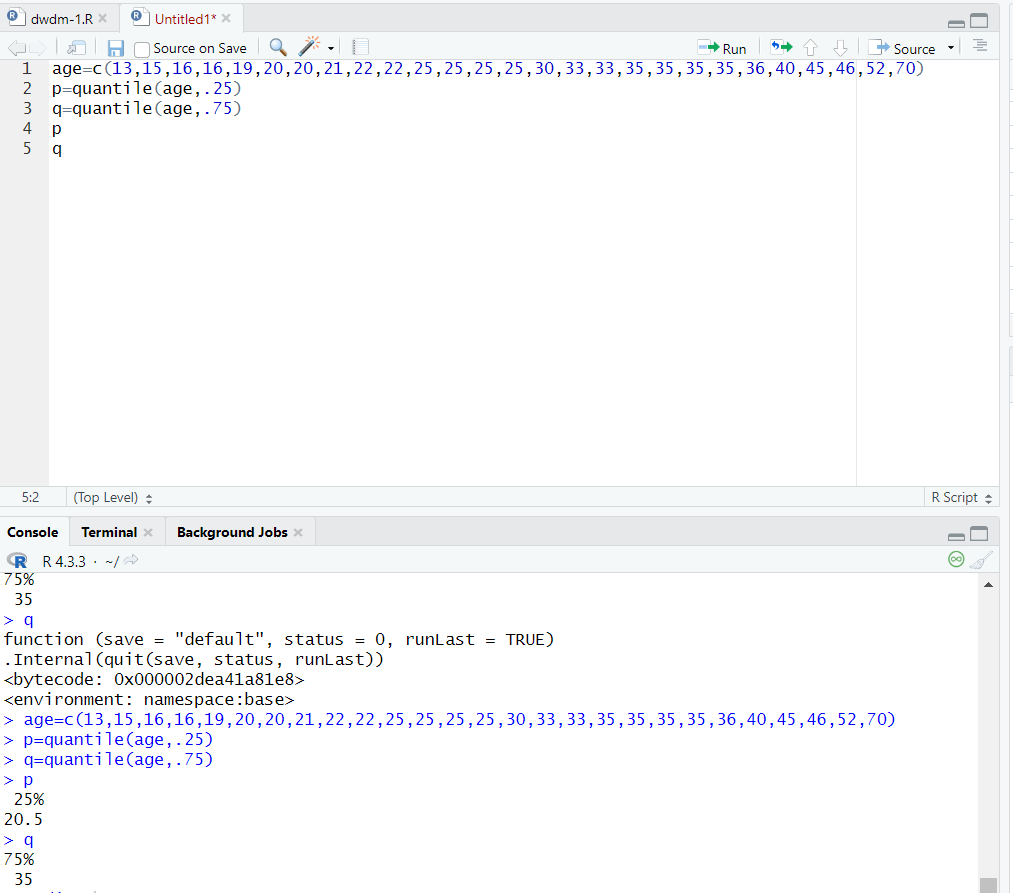 dwdm-1.R
Untitled1*
Source on Save
Run
Source
1 age=c(13,15,16,16,19,20,20,21,22,22,25,25,25,25,30,33,33,35,35,35,35,36,40,45,46,52,70)
2 p=quantile(age,.25)
3 q=quantile(age,.75)
4 p
5 q
5:2 (Top Level) R Script
Console Terminal Background Jobs
R R 4.3.3 · ~/
75%
35
> q
function (save = "default", status = 0, runLast = TRUE)
.Internal(quit(save, status, runLast))
<bytecode: 0x000002dea41a81e8>
<environment: namespace:base>
> age=c(13,15,16,16,19,20,20,21,22,22,25,25,25,25,30,33,33,35,35,35,35,36,40,45,46,52,70)
> p=quantile(age,.25)
> q=quantile(age,.75)
> p
25%
20.5
> q
75%
35